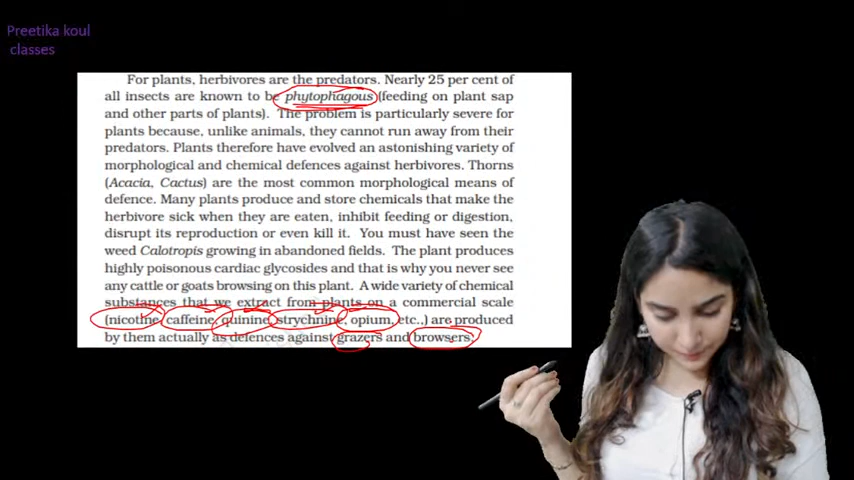 Preetika koul
classes
For plants, herbivores are the predators. Nearly 25 per cent of
all insects are known to be phytophagous (feeding on plant sap
and other parts of plants). The problem is particularly severe for
plants because, unlike animals, they cannot run away from their
predators. Plants therefore have evolved an astonishing variety of
morphological and chemical defences against herbivores. Thorns
(Acacia, Cactus) are the most common morphological means of
defence. Many plants produce and store chemicals that make the
herbivore sick when they are eaten, inhibit feeding or digestion,
disrupt its reproduction or even kill it. You must have seen the
weed Calotropis growing in abandoned fields. The plant produces
highly poisonous cardiac glycosides and that is why you never see
any cattle or goats browsing on this plant. A wide variety of chemical
substances that we extract from plants on a commercial scale
(nicotine, caffeine, quinine, strychnine, opium, etc.,) are produced
by them actually as defences against grazers and browsers.